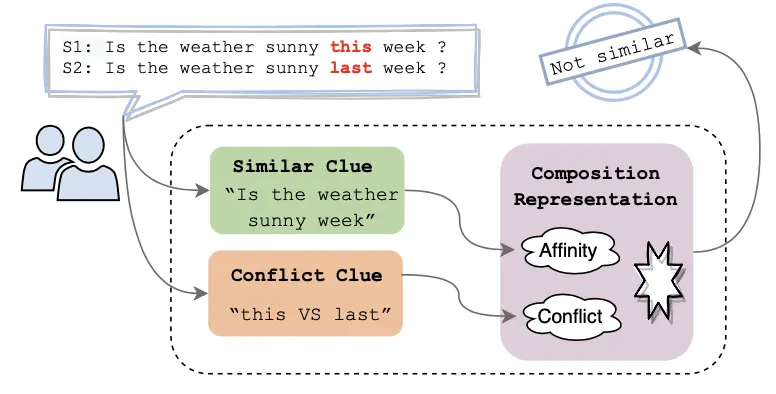 S1: Is the weather sunny this week ?
S2: Is the weather sunny last week ?
Not similar
Similar Clue
“Is the weather
sunny week”
Conflict Clue
“this VS last”
Composition
Representation
Affinity
Conflict